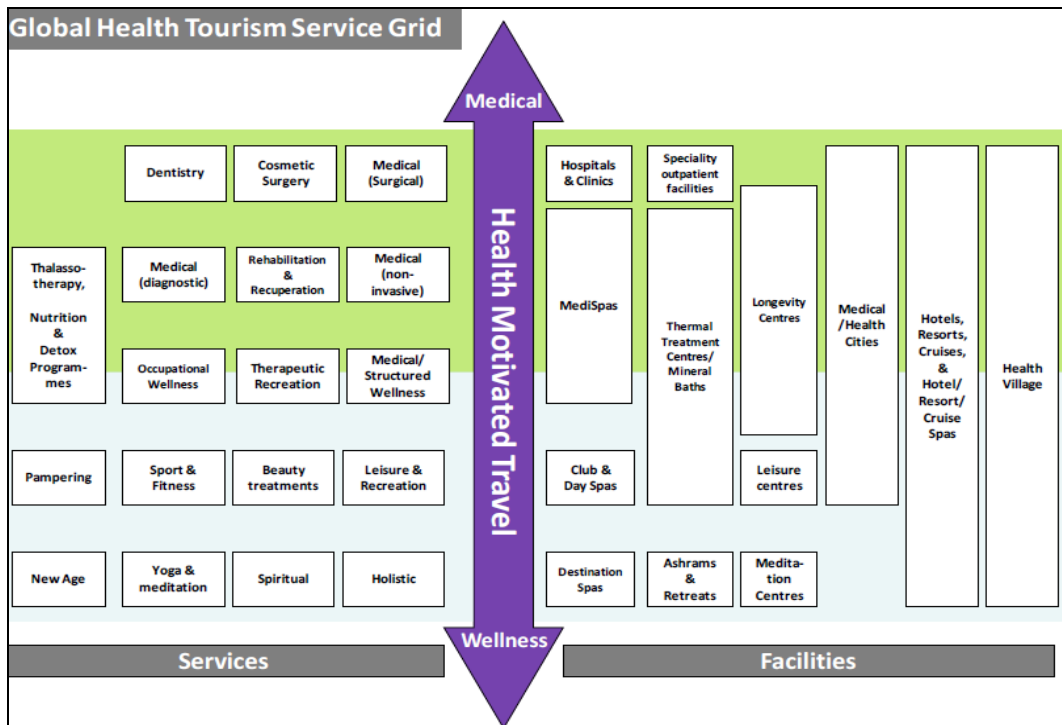 Global Health Tourism Service Grid
Medical
Health Motivated Travel
Wellness
Dentistry
Cosmetic
Surgery
Medical
(Surgical)
Thalasso-
therapy,
Nutrition
&
Detox
Program-
mes
Medical
(diagnostic)
Rehabilitation
&
Recuperation
Medical
(non-
invasive)
Occupational
Wellness
Therapeutic
Recreation
Medical/
Structured
Wellness
Pampering
Sport &
Fitness
Beauty
treatments
Leisure &
Recreation
New Age
Yoga &
meditation
Spiritual
Holistic
Services
Hospitals
& Clinics
Speciality
outpatient
facilities
MediSpas
Thermal
Treatment
Centres/
Mineral
Baths
Longevity
Centres
Medical
/Health
Cities
Hotels,
Resorts,
Cruises,
&
Hotel/
Resort/
Cruise
Spas
Health
Village
Club &
Day Spas
Leisure
centres
Destination
Spas
Ashrams
&
Retreats
Medita-
tion
Centres
Facilities